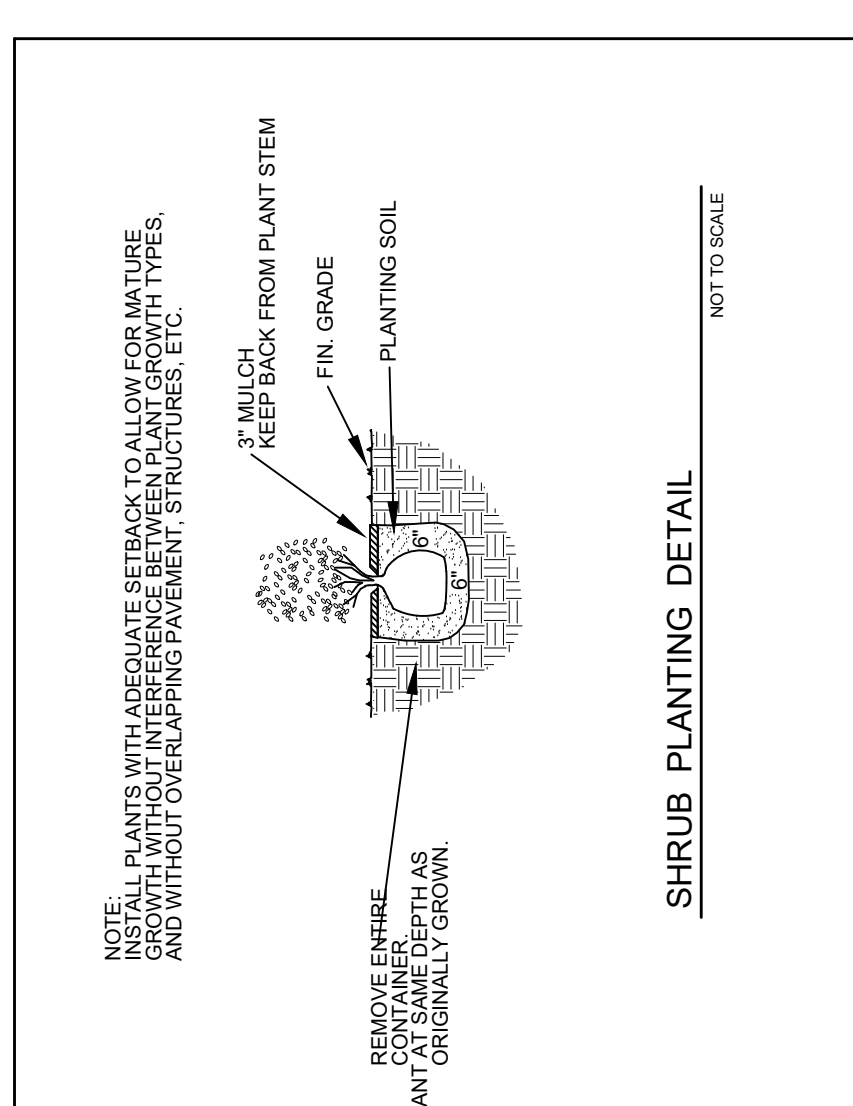 NOTE:
INSTALL PLANTS WITH ADEQUATE SETBACK TO ALLOW FOR MATURE
GROWTH WITHOUT INTERFERENCE BETWEEN PLANT GROWTH TYPES,
AND WITHOUT OVERLAPPING PAVEMENT, STRUCTURES, ETC.
3" MULCH
KEEP BACK FROM PLANT STEM
FIN. GRADE
PLANTING SOIL
6"
6"
REMOVE ENTIRE
CONTAINER.
ANT AT SAME DEPTH AS
ORIGINALLY GROWN.
SHRUB PLANTING DETAIL
NOT TO SCALE